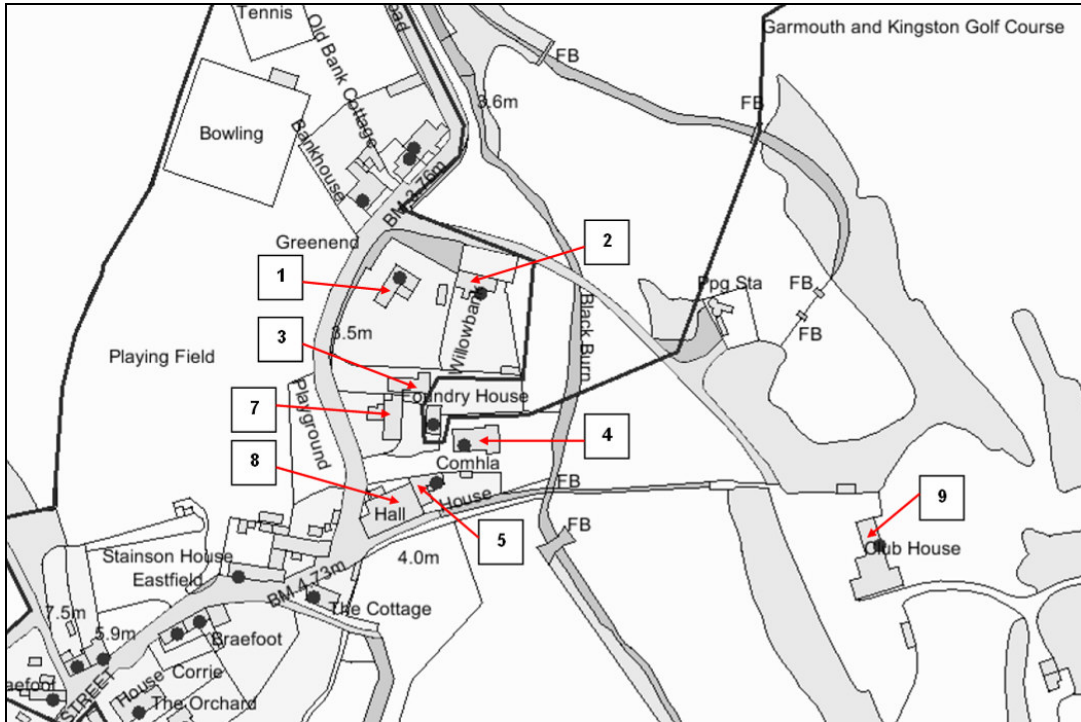 Tennis
oad
Old Bank Cottage
Garmouth and Kingston Golf Course
FB
FB
3.6m
Bowling
Bankhouse
BM 3.76m
Greenend
2
1
Ppg Sta
FB
FB
Willowbank
Black Burn
3.5m
3
Playing Field
Foundry House
Playground
7
4
8
Comhla
House
FB
9
Hall
5
FB
Club House
Stainson House
4.0m
Eastfield
BM 4.73m
The Cottage
7.5m
5.9m
Braefoot
Corrie
House
aefoot
The Orchard
STREET